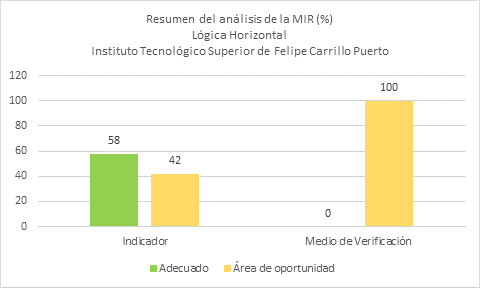 Resumen del análisis de la MIR (%)
Lógica Horizontal
Instituto Tecnológico Superior de Felipe Carrillo Puerto
120
100
80
60
40
20
0
58
42
0
100
Indicador
Medio de Verificación
Adecuado
Área de oportunidad